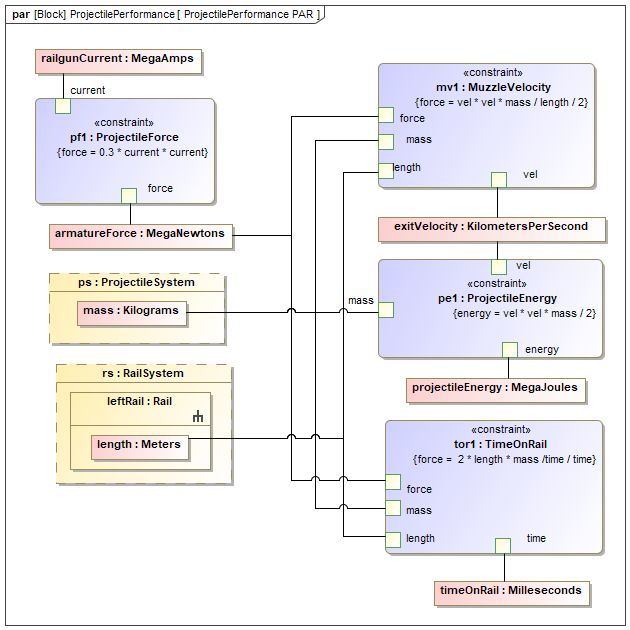 par [Block] ProjectilePerformance [ ProjectilePerformance PAR ]
railgunCurrent : MegaAmps
current
«constraint»
pf1 : ProjectileForce
{force = 0.3 * current * current}
force
armatureForce : MegaNewtons
ps : ProjectileSystem
mass : Kilograms
rs : RailSystem
leftRail : Rail
length : Meters
«constraint»
mv1 : MuzzleVelocity
{force = vel * vel * mass / length / 2}
force
mass
length
vel
exitVelocity : KilometersPerSecond
vel
«constraint»
pe1 : ProjectileEnergy
{energy = vel * vel * mass / 2}
mass
energy
projectileEnergy : MegaJoules
«constraint»
tor1 : TimeOnRail
{force =  2 * length * mass /time / time}
force
mass
length
time
timeOnRail : Milleseconds